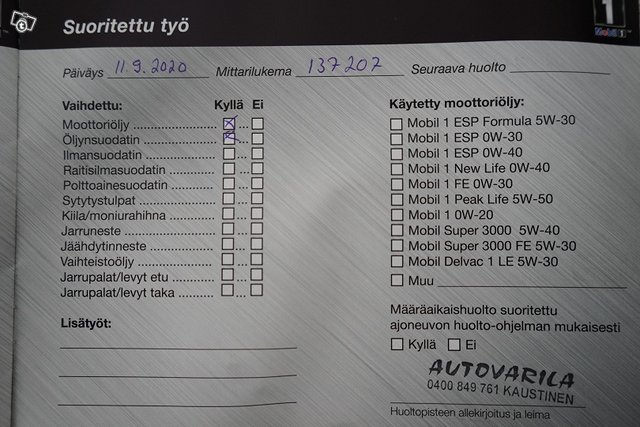 Suoritettu työ
1
Mobil 1
Päiväys 11.9.2020 Mittarilukema 137207 Seuraava huolto
Vaihdettu: Kyllä Ei
Moottoriöljy
Öljynsuodatin
Ilmansuodatin
Raitisilmasuodatin
Polttoainesuodatin
Sytytystulpat
Kiila/moniurahihna
Jarruneste
Jäähdytinneste
Vaihteistoöljy
Jarrupalat/levyt etu
Jarrupalat/levyt taka
Lisätyöt:
Käytetty moottoriöljy:
Mobil 1 ESP Formula 5W-30
Mobil 1 ESP 0W-30
Mobil 1 ESP 0W-40
Mobil 1 New Life 0W-40
Mobil 1 FE 0W-30
Mobil 1 Peak Life 5W-50
Mobil 1 0W-20
Mobil Super 3000 5W-40
Mobil Super 3000 FE 5W-30
Mobil Delvac 1 LE 5W-30
Muu
Määräaikaishuolto suoritettu
ajoneuvon huolto-ohjelman mukaisesti
Kyllä Ei
AUTOVARILA
0400 849 761 KAUSTINEN
Huoltopisteen allekirjoitus ja leima